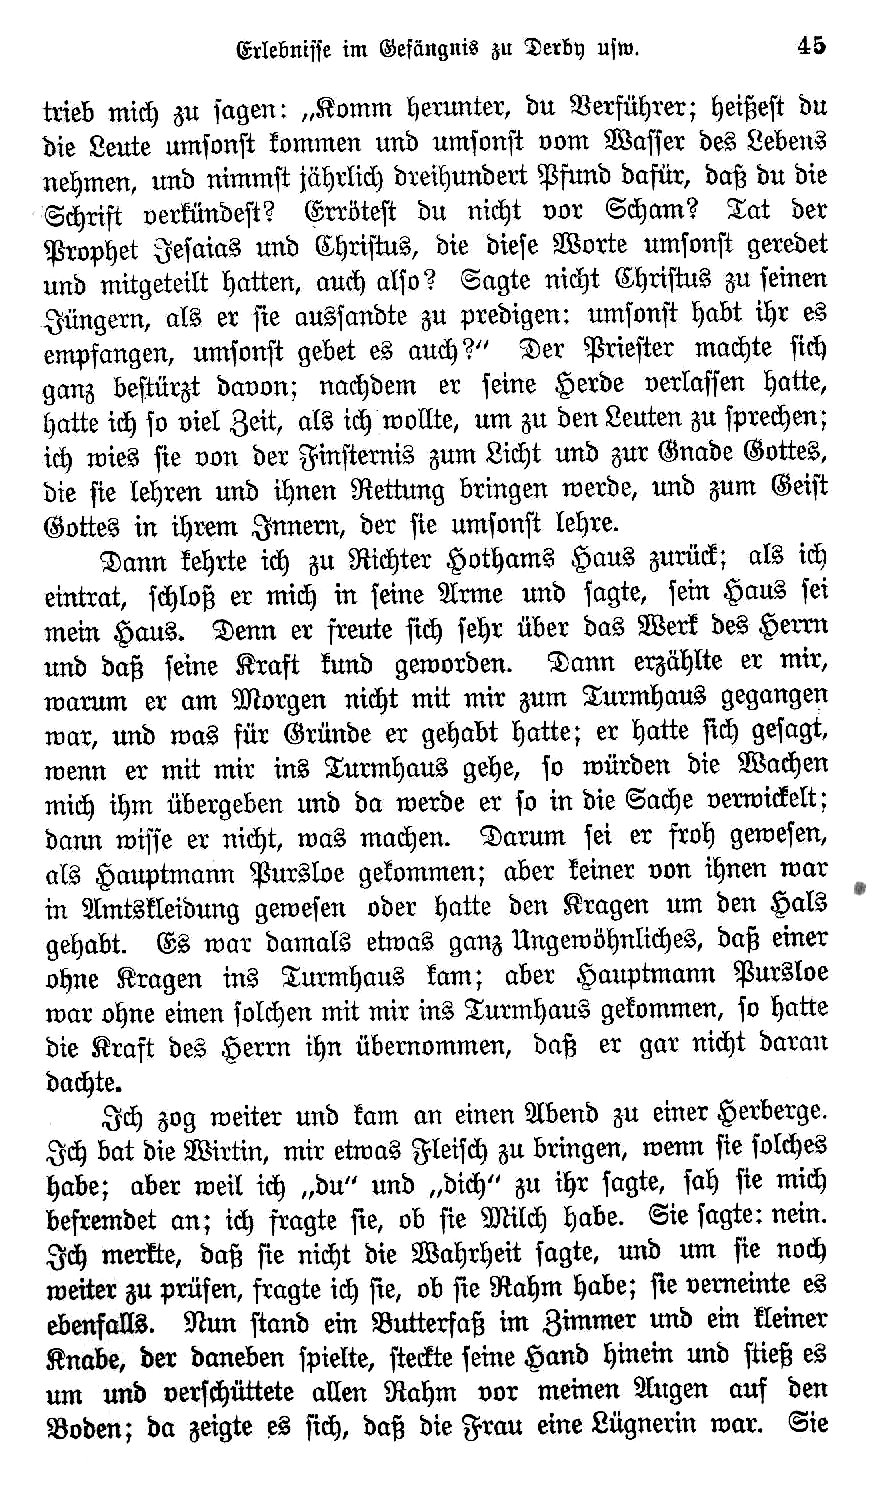 Erlebnisse im Gefängnis zu Derby usw. 45
trieb mich zu sagen: „Komm herunter, du Verführer; heißest du
die Leute umsonst kommen und umsonst vom Wasser des Lebens
nehmen, und nimmst jährlich dreihundert Pfund dafür, daß du die
Schrift verkündest? Errötest du nicht vor Scham? Tat der
Prophet Jesaias und Christus, die diese Worte umsonst geredet
und mitgeteilt hatten, auch also? Sagte nicht Christus zu seinen
Jüngern, als er sie aussandte zu predigen: umsonst habt ihr es
empfangen, umsonst gebet es auch?“ Der Priester machte sich
ganz bestürzt davon; nachdem er seine Herde verlassen hatte,
hatte ich so viel Zeit, als ich wollte, um zu den Leuten zu sprechen;
ich wies sie von der Finsternis zum Licht und zur Gnade Gottes,
die sie lehren und ihnen Rettung bringen werde, und zum Geist
Gottes in ihrem Innern, der sie umsonst lehre.
Dann kehrte ich zu Richter Hothams Haus zurück; als ich
eintrat, schloß er mich in seine Arme und sagte, sein Haus sei
mein Haus. Denn er freute sich sehr über das Werk des Herrn
und daß seine Kraft kund geworden. Dann erzählte er mir,
warum er am Morgen nicht mit mir zum Turmhaus gegangen
war, und was für Gründe er gehabt hatte; er hatte sich gesagt,
wenn er mit mir ins Turmhaus gehe, so würden die Wachen
mich ihm übergeben und da werde er so in die Sache verwickelt;
dann wisse er nicht, was machen. Darum sei er froh gewesen,
als Hauptmann Pursloe gekommen; aber keiner von ihnen war
in Amtskleidung gewesen oder hatte den Kragen um den Hals
gehabt. Es war damals etwas ganz Ungewöhnliches, daß einer
ohne Kragen ins Turmhaus kam; aber Hauptmann Pursloe
war ohne einen solchen mit mir ins Turmhaus gekommen, so hatte
die Kraft des Herrn ihn übernommen, daß er gar nicht daran
dachte.
Ich zog weiter und kam an einen Abend zu einer Herberge.
Ich bat die Wirtin, mir etwas Fleisch zu bringen, wenn sie solches
habe; aber weil ich „du“ und „dich“ zu ihr sagte, sah sie mich
befremdet an; ich fragte sie, ob sie Milch habe. Sie sagte: nein.
Ich merkte, daß sie nicht die Wahrheit sagte, und um sie noch
weiter zu prüfen, fragte ich sie, ob sie Rahm habe; sie verneinte es
ebenfalls. Nun stand ein Butterfaß im Zimmer und ein kleiner
Knabe, der daneben spielte, steckte seine Hand hinein und stieß es
um und verschüttete allen Rahm vor meinen Augen auf den
Boden; da zeigte es sich, daß die Frau eine Lügnerin war. Sie